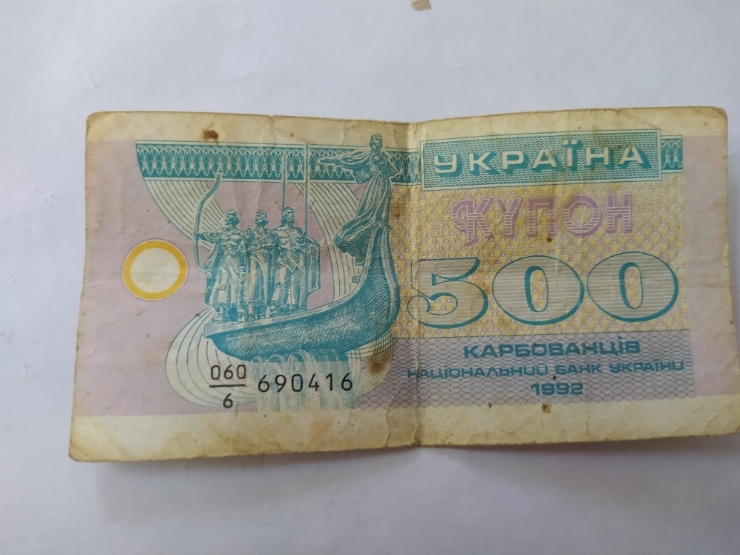 УКРАЇНА
КУПОН
500
КАРБОВАНЦІВ
НАЦІОНАЛЬНИЙ БАНК УКРАЇНИ
1992
060/6 690416